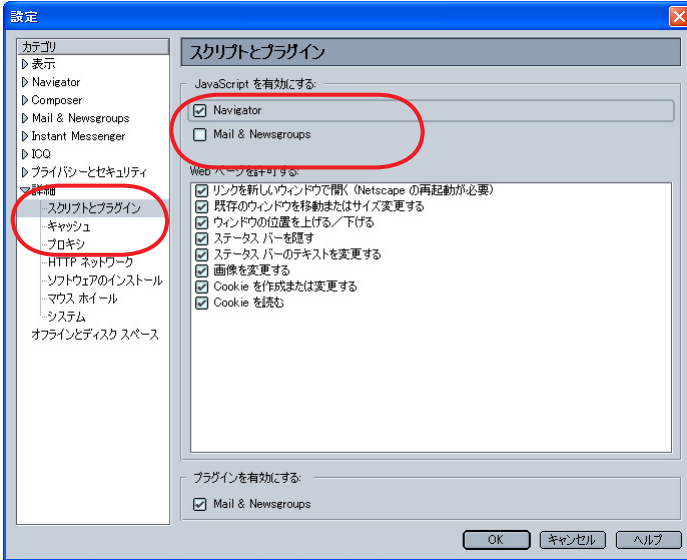 設定
カテゴリ
表示
Navigator
Composer
Mail & Newsgroups
Instant Messenger
ICQ
プライバシーとセキュリティ
詳細
スクリプトとプラグイン
キャッシュ
プロキシ
HTTP ネットワーク
ソフトウェアのインストール
マウス ホイール
システム
オフラインとディスク スペース
スクリプトとプラグイン
JavaScript を有効にする:
Navigator
Mail & Newsgroups
Web ページを許可する:
リンクを新しいウィンドウで開く (Netscape の再起動が必要)
既存のウィンドウを移動またはサイズ変更する
ウィンドウの位置を上げる/下げる
ステータス バーを隠す
ステータス バーのテキストを変更する
画像を変更する
Cookie を作成または変更する
Cookie を読む
プラグインを有効にする:
Mail & Newsgroups
OK
キャンセル
ヘルプ